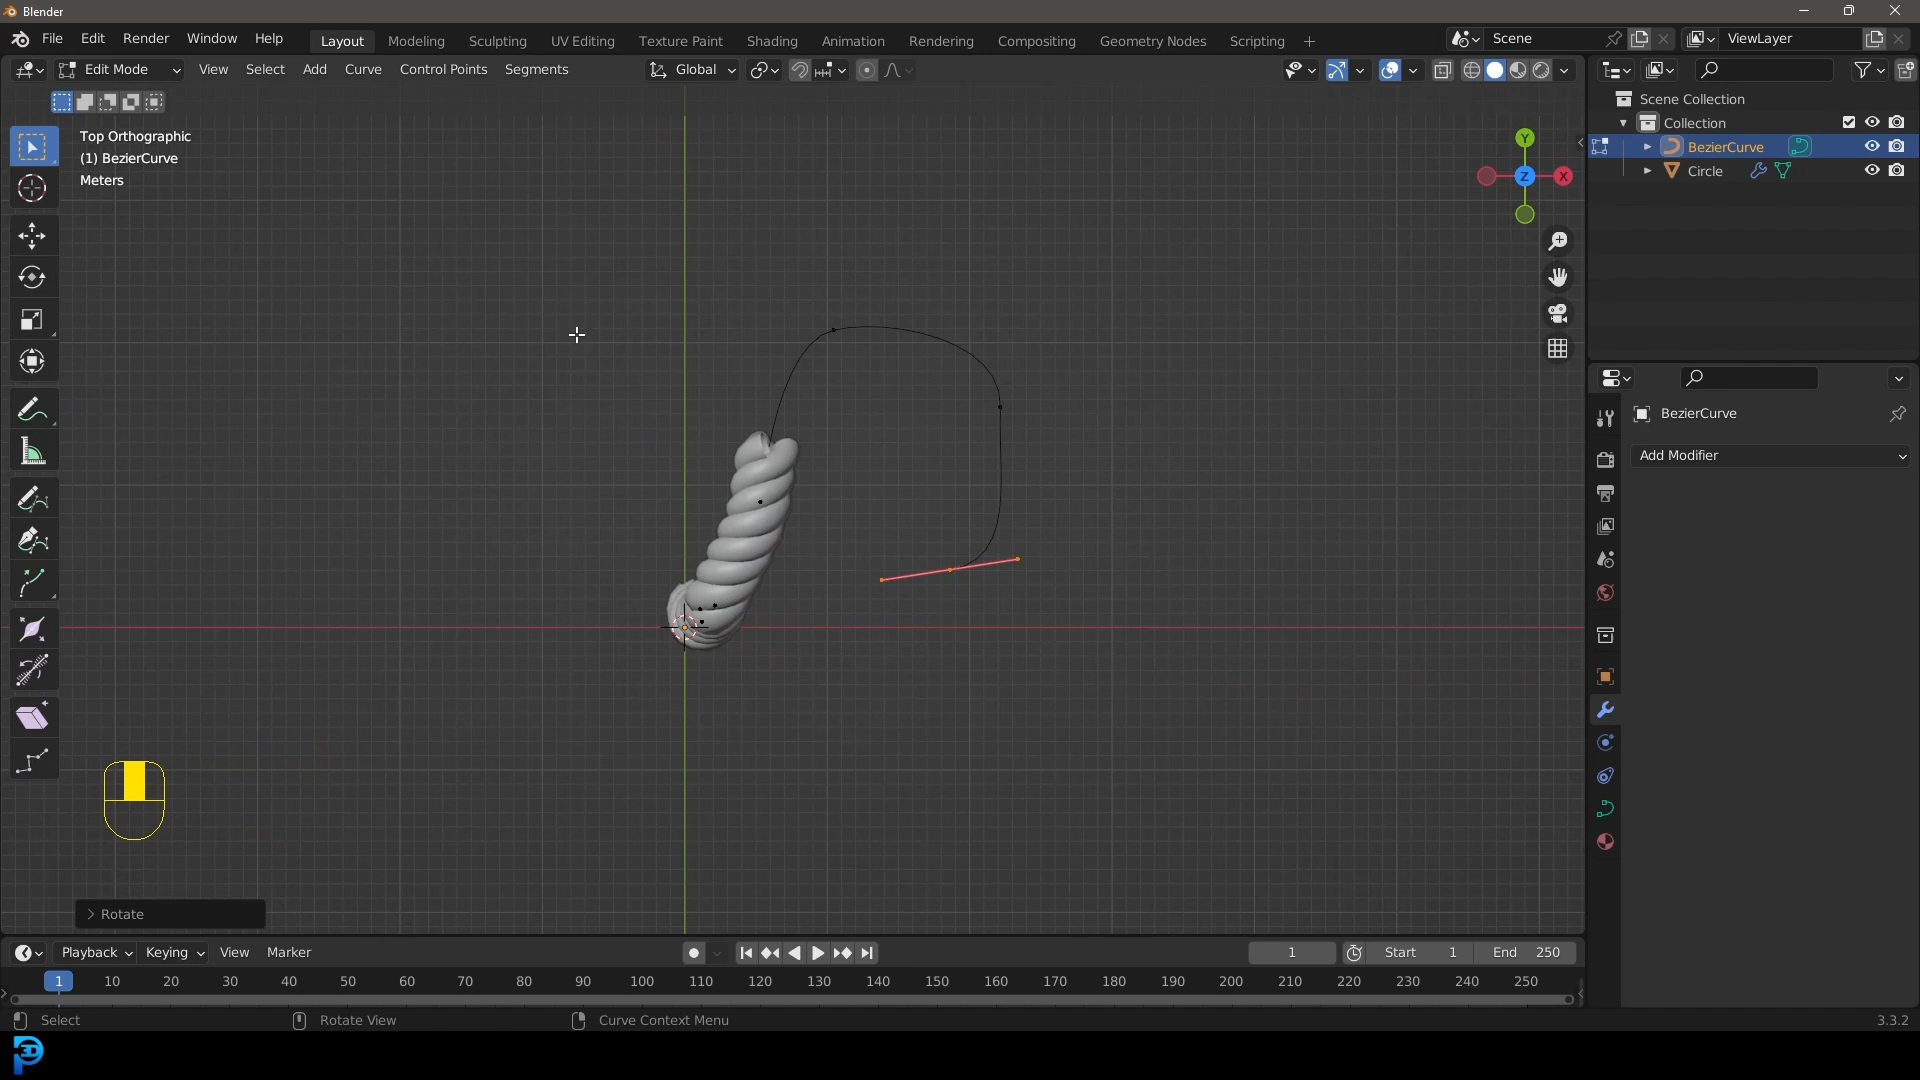 Blender
File Edit Render Window Help
Layout Modeling Sculpting UV Editing Texture Paint Shading Animation Rendering Compositing Geometry Nodes Scripting
Scene
ViewLayer
Edit Mode View Select Add Curve Control Points Segments
Global
Top Orthographic
(1) BezierCurve
Meters
Y
Z
X
Scene Collection
Collection
BezierCurve
Circle
BezierCurve
Add Modifier
Rotate
Playback Keying View Marker
1
Start 1
End 250
1 10 20 30 40 50 60 70 80 90 100 110 120 130 140 150 160 170 180 190 200 210 220 230 240 250
Select
Rotate View
Curve Context Menu
3.3.2
3D